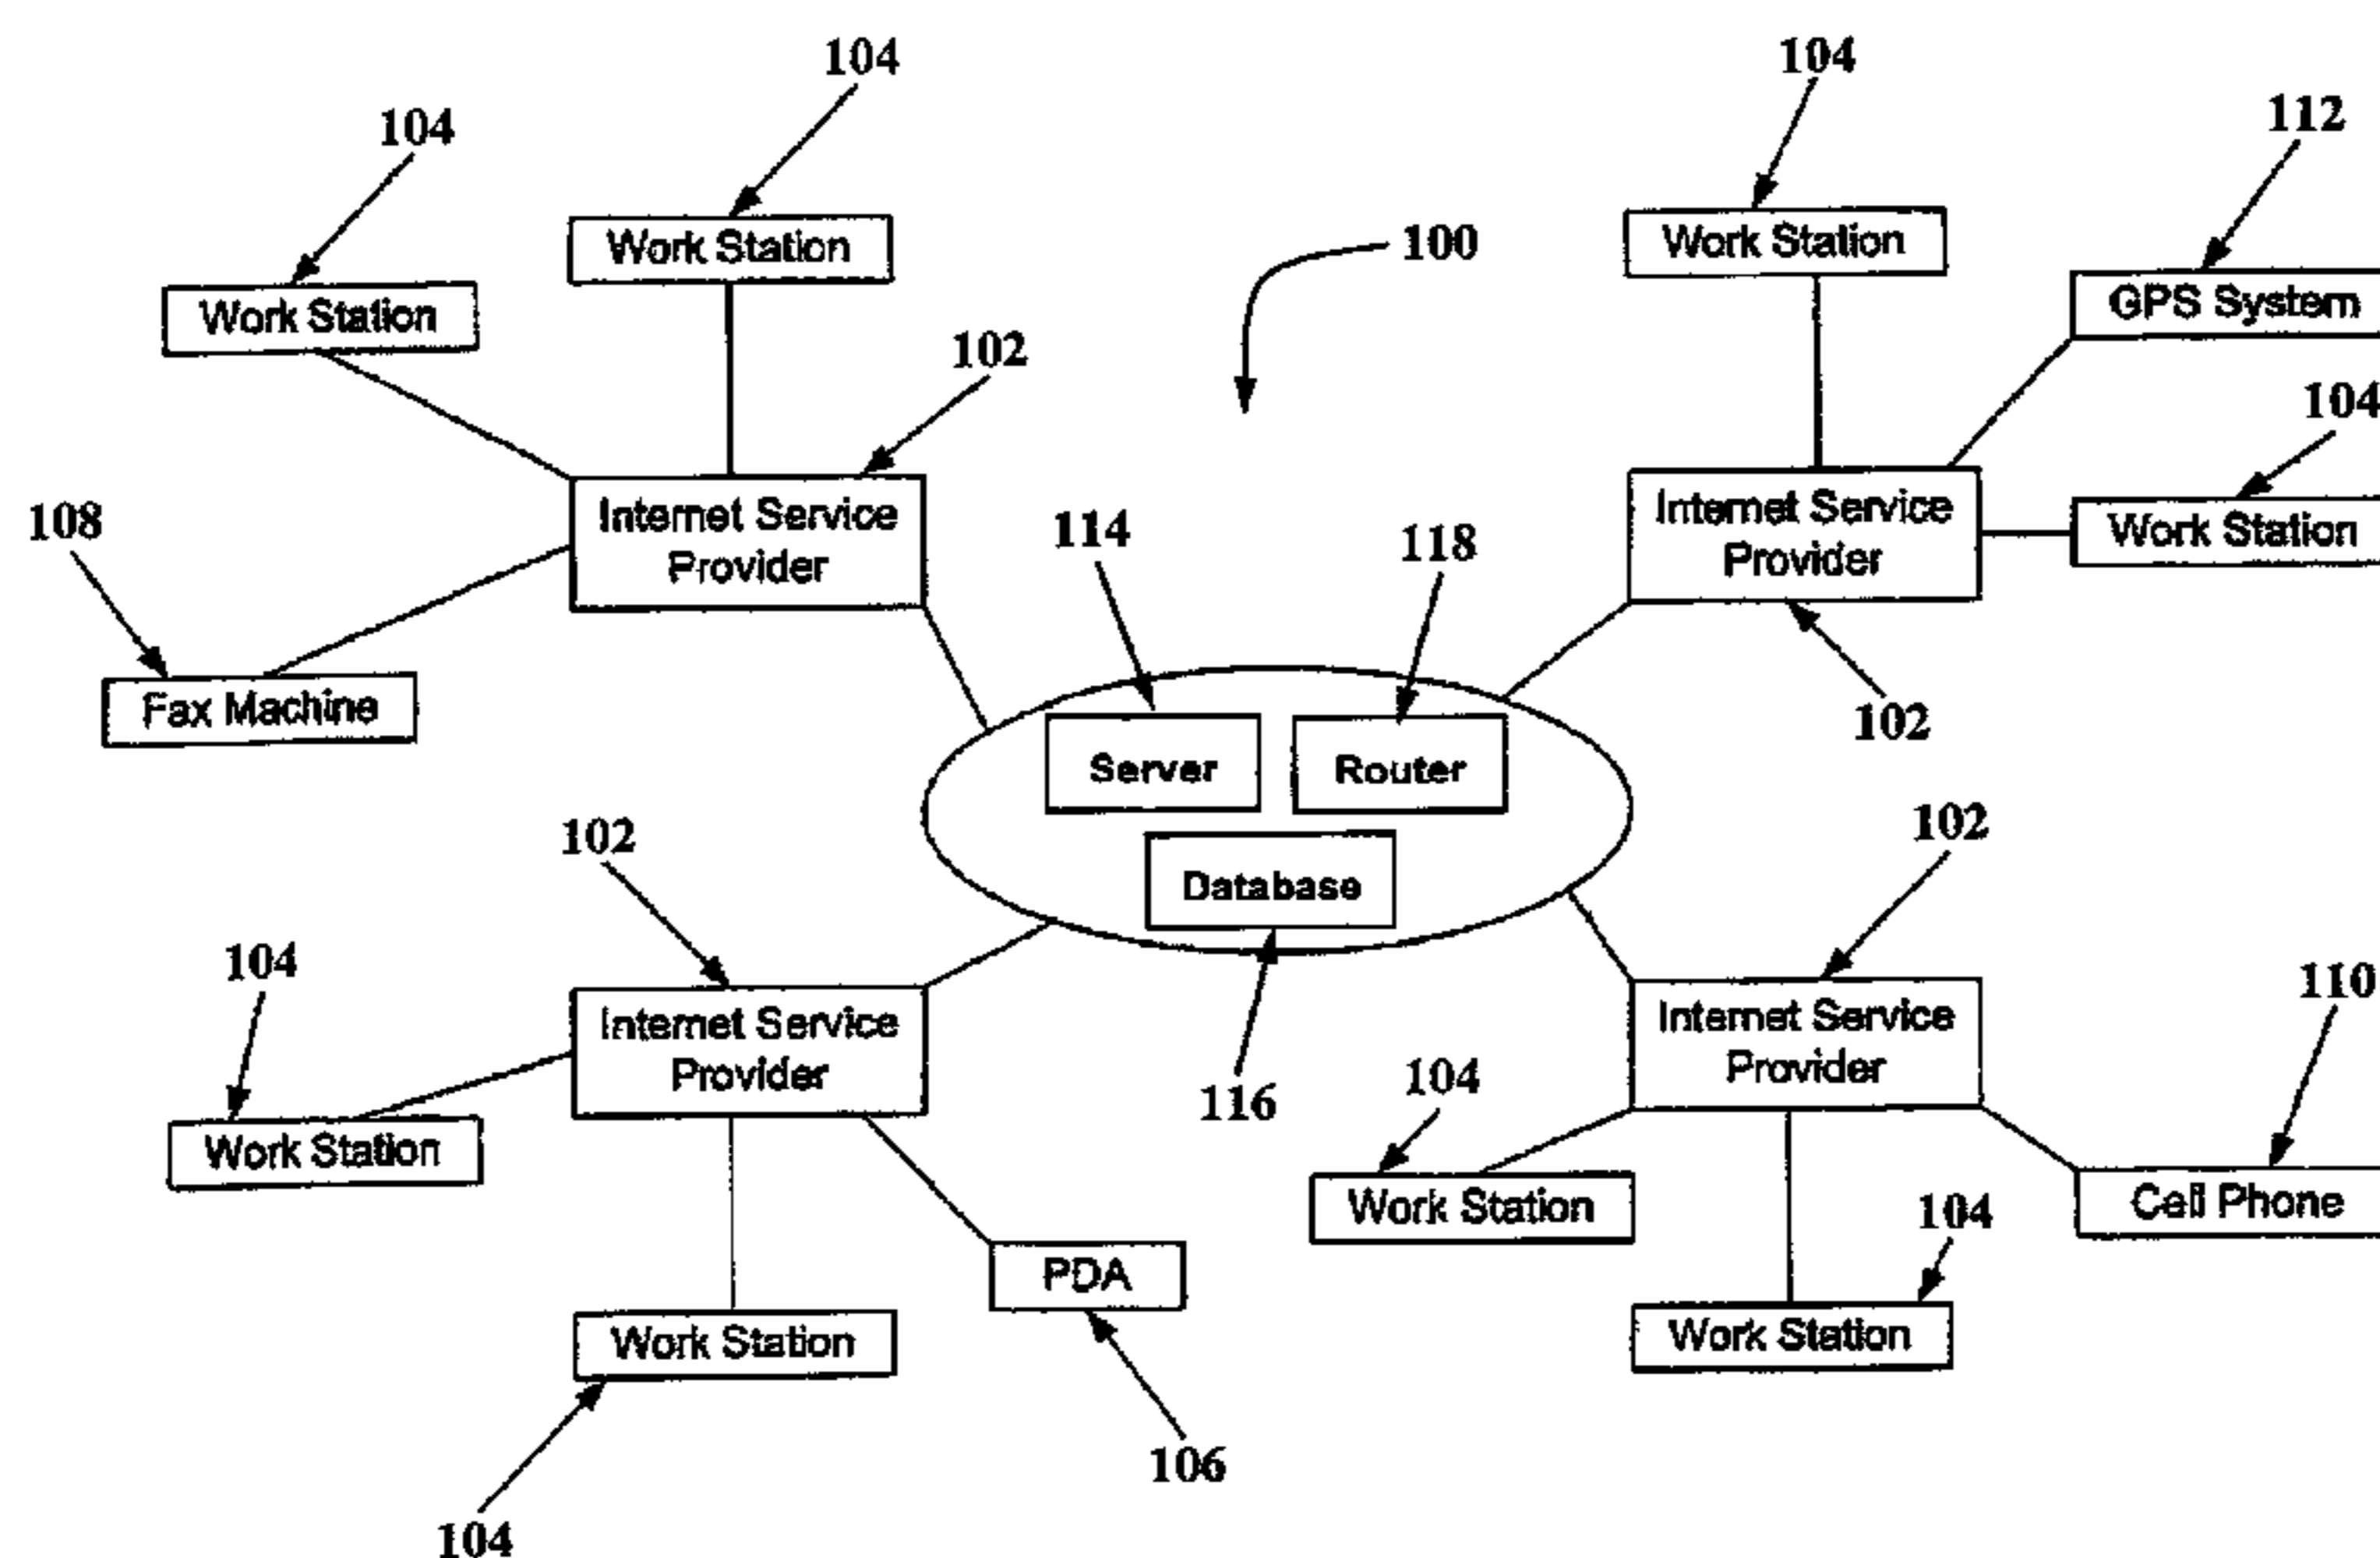 104
104
104
112
Work Station
Work Station
100
Work Station
GPS System
102
104
Internet Service
Provider
Internet Service
Provider
Work Station
108
114
118
Fax Machine
102
Server
Router
102
Database
102
104
110
Internet Service
Provider
Internet Service
Provider
116
104
Work Station
Work Station
Cell Phone
104
PDA
Work Station
Work Station
106
104